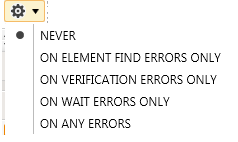 NEVER
ON ELEMENT FIND ERRORS ONLY
ON VERIFICATION ERRORS ONLY
ON WAIT ERRORS ONLY
ON ANY ERRORS